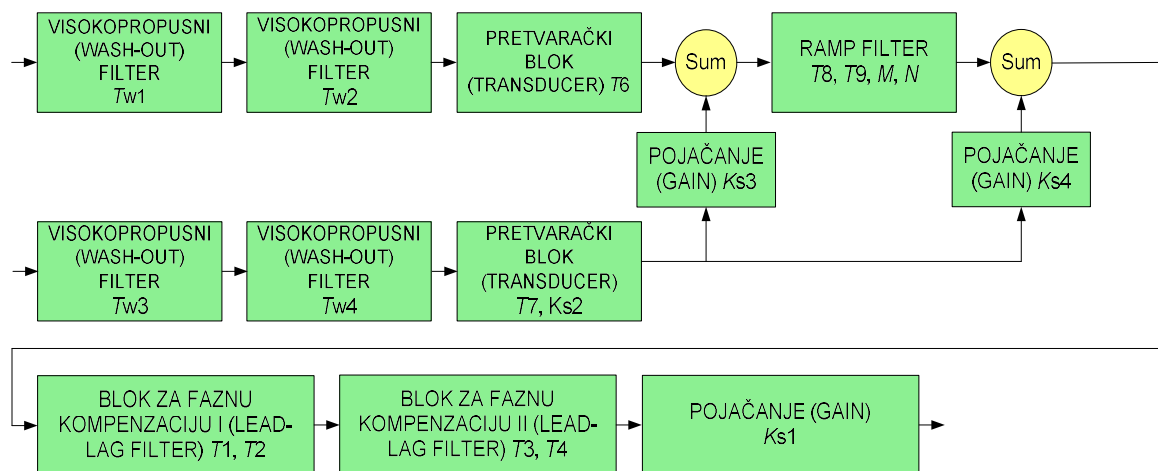 VISOKOPROPUSNI
(WASH-OUT)
FILTER
Tw1
VISOKOPROPUSNI
(WASH-OUT)
FILTER
Tw2
PRETVARAČKI
BLOK
(TRANSDUCER) T6
Sum
RAMP FILTER
T8, T9, M, N
Sum
POJAČANJE
(GAIN) Ks3
POJAČANJE
(GAIN) Ks4
VISOKOPROPUSNI
(WASH-OUT)
FILTER
Tw3
VISOKOPROPUSNI
(WASH-OUT)
FILTER
Tw4
PRETVARAČKI
BLOK
(TRANSDUCER)
T7, Ks2
BLOK ZA FAZNU
KOMPENZACIJU I (LEAD-
LAG FILTER) T1, T2
BLOK ZA FAZNU
KOMPENZACIJU II (LEAD-
LAG FILTER) T3, T4
POJAČANJE (GAIN)
Ks1